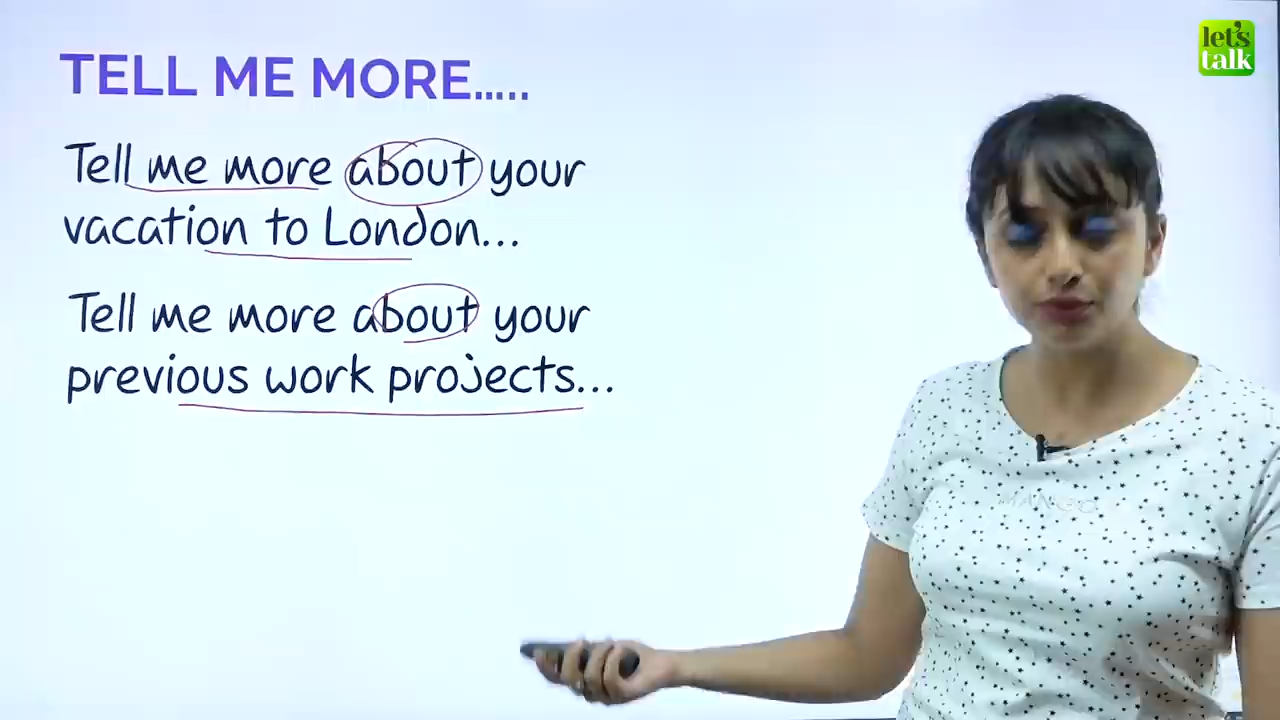 let's
talk
TELL ME MORE.....
Tell me more about your
vacation to London...
Tell me more about your
previous work projects...
MANGO